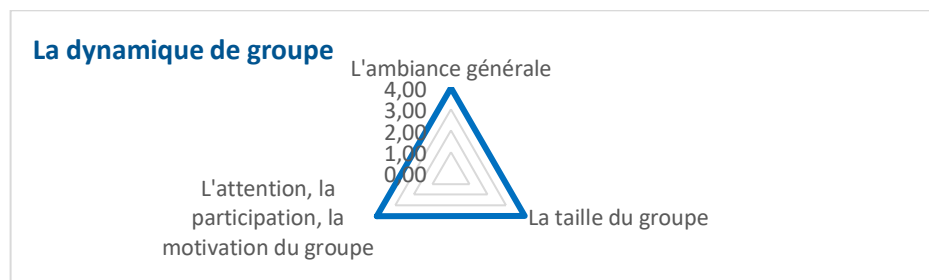 La dynamique de groupe
L'ambiance générale
4,00
3,00
2,00
1,00
0,00
L'attention, la
participation, la
motivation du groupe
La taille du groupe